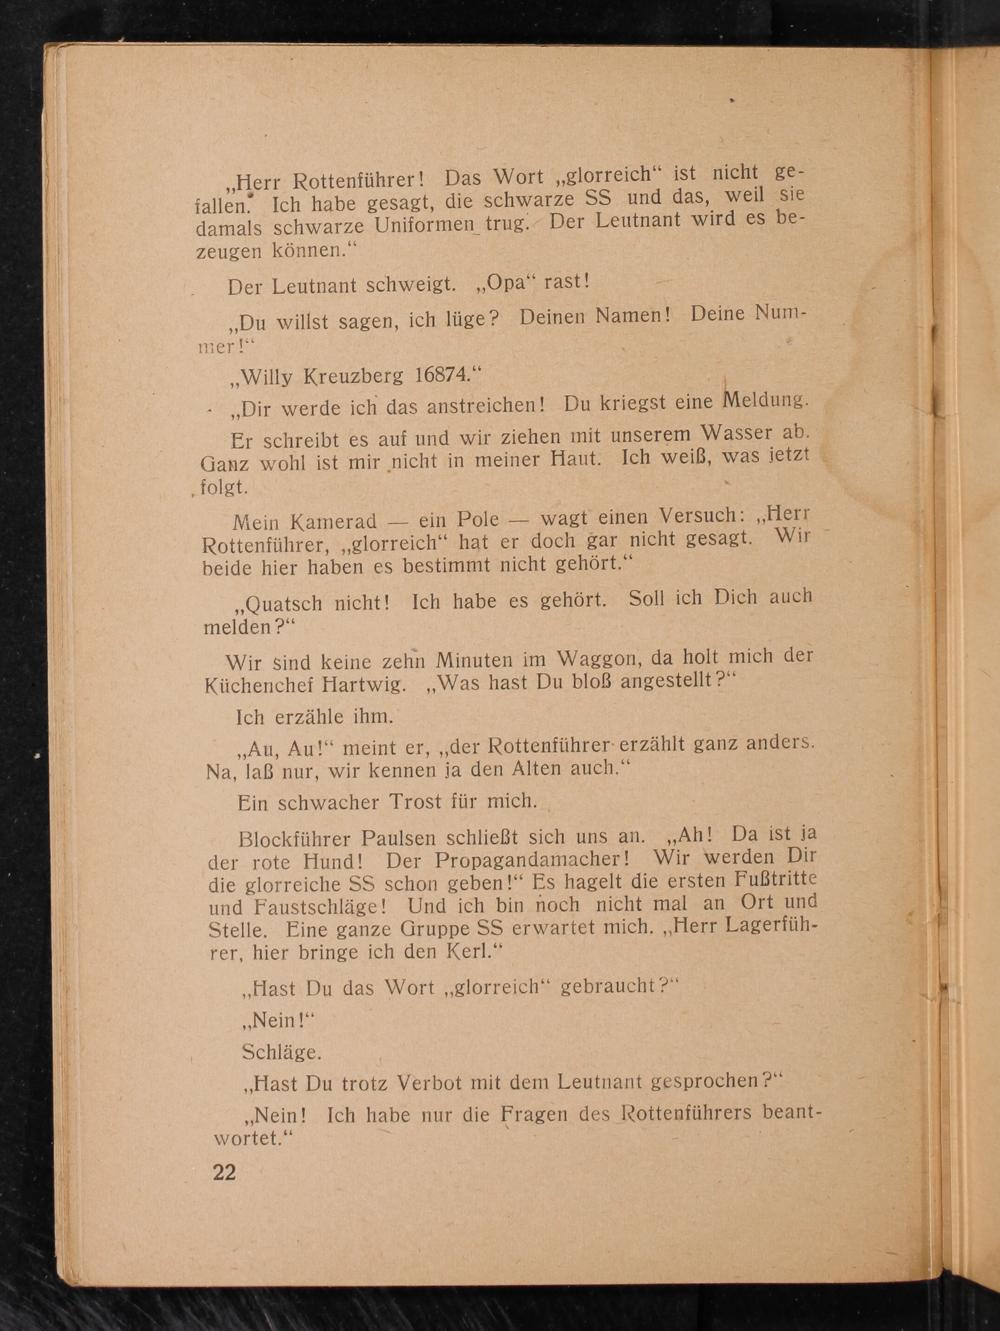 „Herr Rottenführer! Das Wort „glorreich“ ist nicht ge-
fallen. Ich habe gesagt, die schwarze SS und das, weil sie
damals schwarze Uniformen trug. Der Leutnant wird es be-
zeugen können.“
Der Leutnant schweigt. „Opa“ rast!
„Du willst sagen, ich lüge? Deinen Namen! Deine Num-
mer!“
„Willy Kreuzberg 16874.“
„Dir werde ich das anstreichen! Du kriegst eine Meldung.
Er schreibt es auf und wir ziehen mit unserem Wasser ab.
Ganz wohl ist mir nicht in meiner Haut. Ich weiß, was jetzt
folgt.
Mein Kamerad — ein Pole — wagt einen Versuch: „Herr
Rottenführer, „glorreich“ hat er doch gar nicht gesagt. Wir
beide hier haben es bestimmt nicht gehört.“
„Quatsch nicht! Ich habe es gehört. Soll ich Dich auch
melden?“
Wir sind keine zehn Minuten im Waggon, da holt mich der
Küchenchef Hartwig. „Was hast Du bloß angestellt?“
Ich erzähle ihm.
„Au, Au!“ meint er, „der Rottenführer erzählt ganz anders.
Na, laß nur, wir kennen ja den Alten auch.“
Ein schwacher Trost für mich.
Blockführer Paulsen schließt sich uns an. „Ah! Da ist ja
der rote Hund! Der Propagandamacher! Wir werden Dir
die glorreiche SS schon geben!“ Es hagelt die ersten Fußtritte
und Faustschläge! Und ich bin noch nicht mal an Ort und
Stelle. Eine ganze Gruppe SS erwartet mich. „Herr Lagerfüh-
rer, hier bringe ich den Kerl.“
„Hast Du das Wort „glorreich“ gebraucht?“
„Nein!“
Schläge.
„Hast Du trotz Verbot mit dem Leutnant gesprochen?“
„Nein! Ich habe nur die Fragen des Rottenführers beant-
wortet.“
22